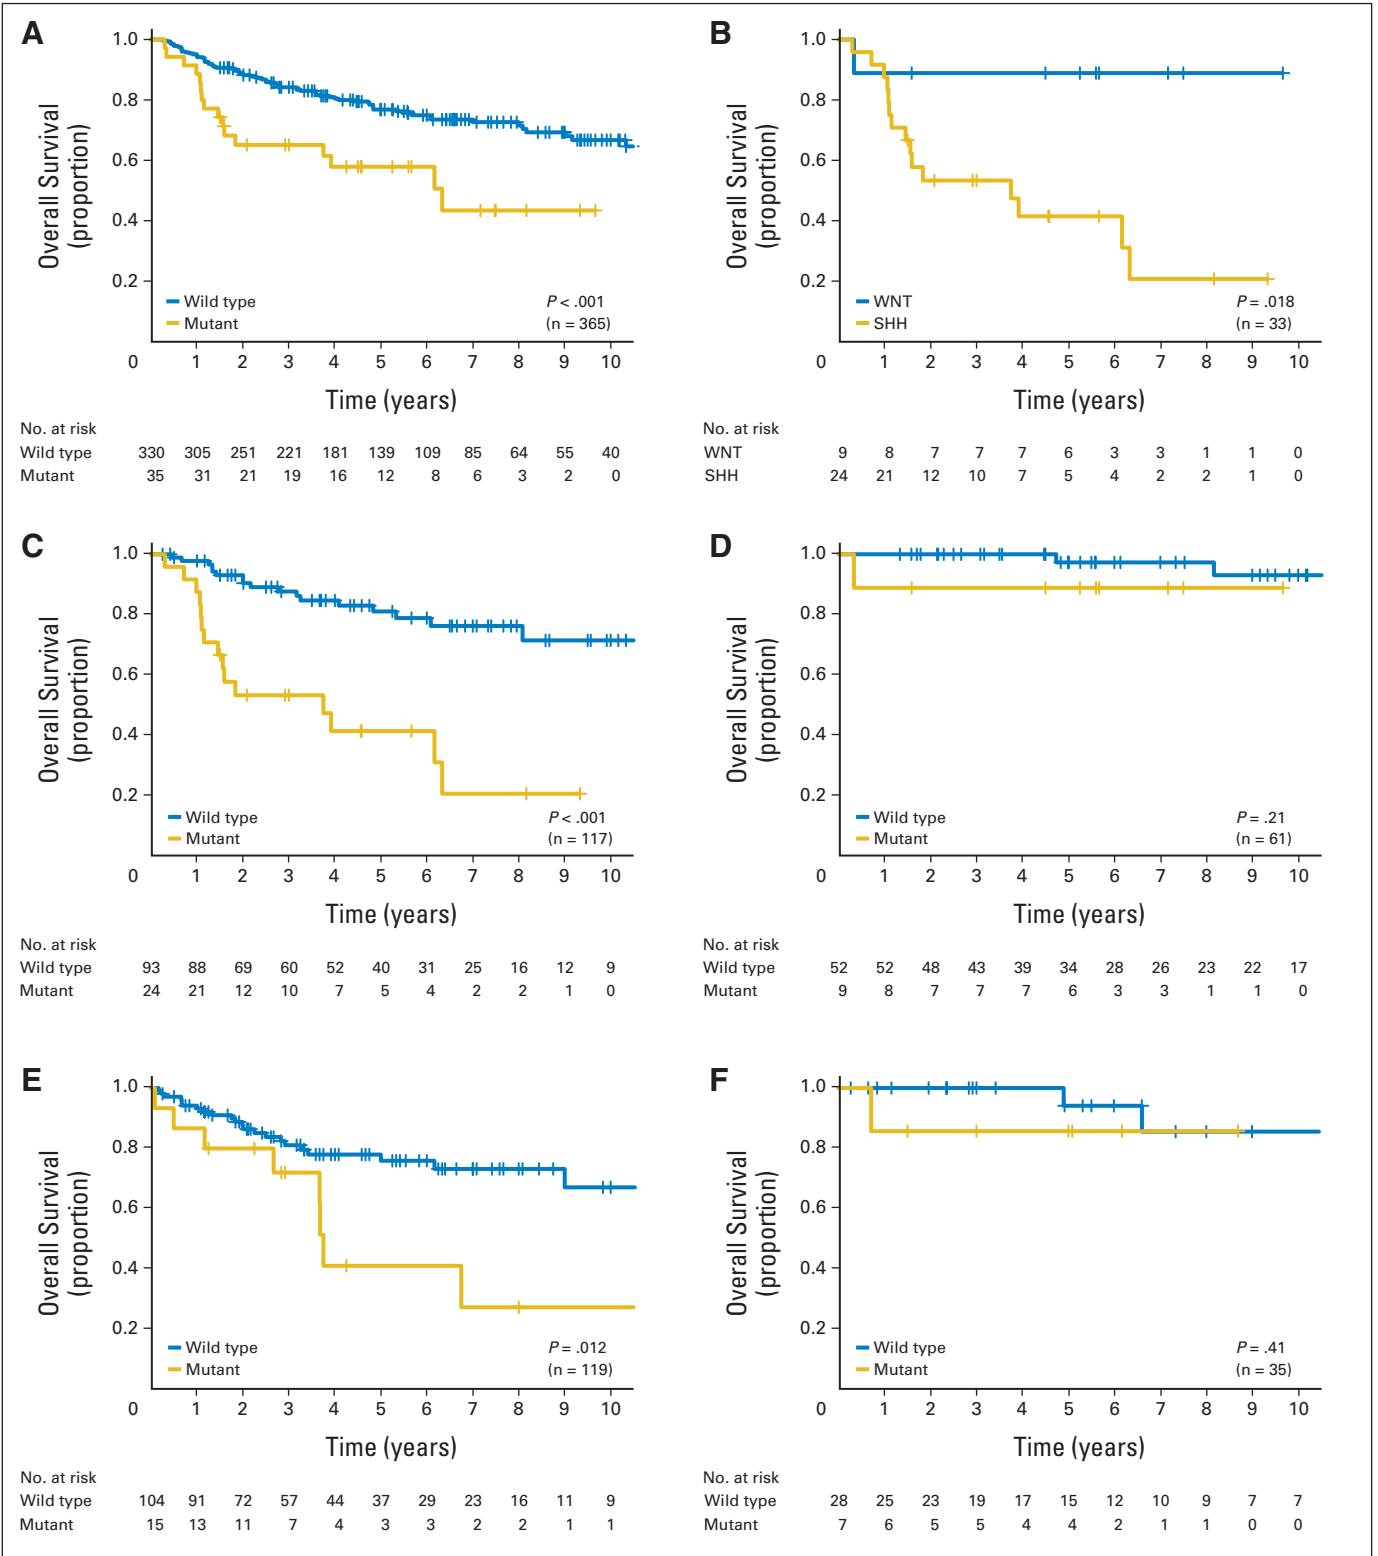 A
Overall Survival
(proportion)
1.0
0.8
0.6
0.4
0.2
Wild type
Mutant
P < .001
(n = 365)
0 1 2 3 4 5 6 7 8 9 10
Time (years)
No. at risk
Wild type 330 305 251 221 181 139 109 85 64 55 40
Mutant 35 31 21 19 16 12 8 6 3 2 0
B
Overall Survival
(proportion)
1.0
0.8
0.6
0.4
0.2
WNT
SHH
P = .018
(n = 33)
0 1 2 3 4 5 6 7 8 9 10
Time (years)
No. at risk
WNT 9 8 7 7 7 6 3 3 1 1 0
SHH 24 21 12 10 7 5 4 2 2 1 0
C
Overall Survival
(proportion)
1.0
0.8
0.6
0.4
0.2
Wild type
Mutant
P < .001
(n = 117)
0 1 2 3 4 5 6 7 8 9 10
Time (years)
No. at risk
Wild type 93 88 69 60 52 40 31 25 16 12 9
Mutant 24 21 12 10 7 5 4 2 2 1 0
D
Overall Survival
(proportion)
1.0
0.8
0.6
0.4
0.2
Wild type
Mutant
P = .21
(n = 61)
0 1 2 3 4 5 6 7 8 9 10
Time (years)
No. at risk
Wild type 52 52 48 43 39 34 28 26 23 22 17
Mutant 9 8 7 7 7 6 3 3 1 1 0
E
Overall Survival
(proportion)
1.0
0.8
0.6
0.4
0.2
Wild type
Mutant
P = .012
(n = 119)
0 1 2 3 4 5 6 7 8 9 10
Time (years)
No. at risk
Wild type 104 91 72 57 44 37 29 23 16 11 9
Mutant 15 13 11 7 4 3 3 2 2 1 1
F
Overall Survival
(proportion)
1.0
0.8
0.6
0.4
0.2
Wild type
Mutant
P = .41
(n = 35)
0 1 2 3 4 5 6 7 8 9 10
Time (years)
No. at risk
Wild type 28 25 23 19 17 15 12 10 9 7 7
Mutant 7 6 5 5 4 4 2 1 1 0 0